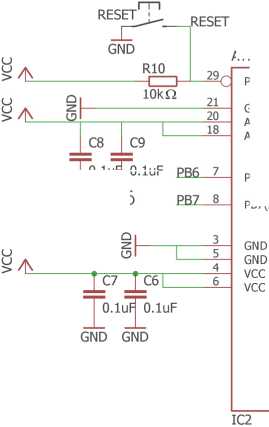 RESET
RESET
GND
VCC
R10
10kΩ
29
P
VCC
GND
21
20
A
18
A
C8
C9
0.1uF
0.1uF
PB6
7
P
PB7
8
GND
3
GND
5
GND
VCC
4
VCC
6
VCC
C7
C6
0.1uF
0.1uF
GND
GND
IC2